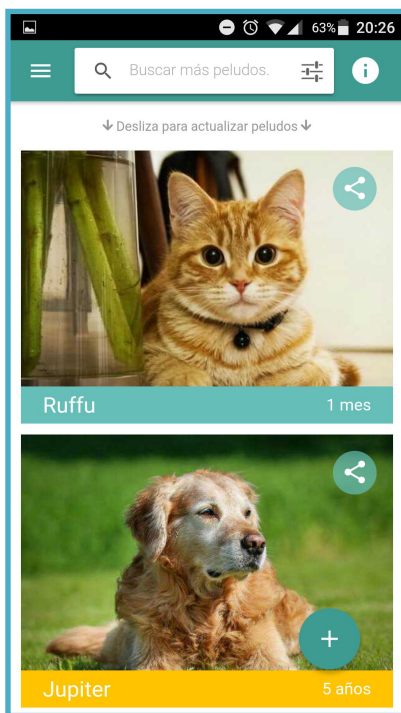 63% 20:26
Buscar más peludos.
Desliza para actualizar peludos
Ruffu 1 mes
Jupiter 5 años